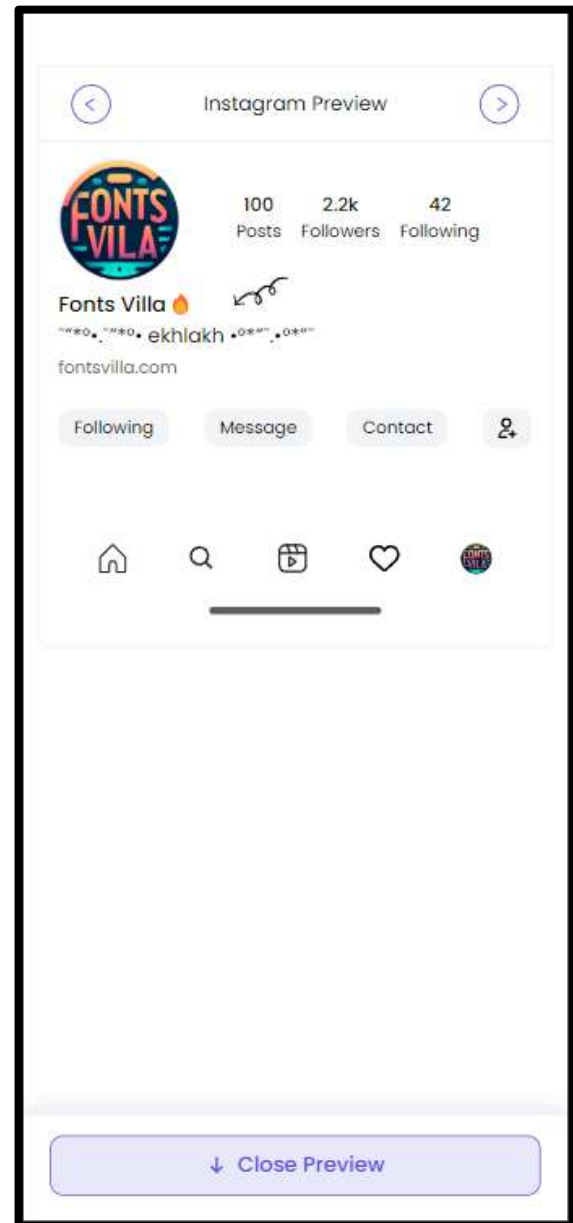 Instagram Preview
FONTS
VILA
100 2.2k 42
Posts Followers Following
Fonts Villa 🔥
¨”*º•.¨”*º• ekhlakh •º*”¨.•º*”¨
fontsvilla.com
Following Message Contact
FONTS
VILA
↓ Close Preview